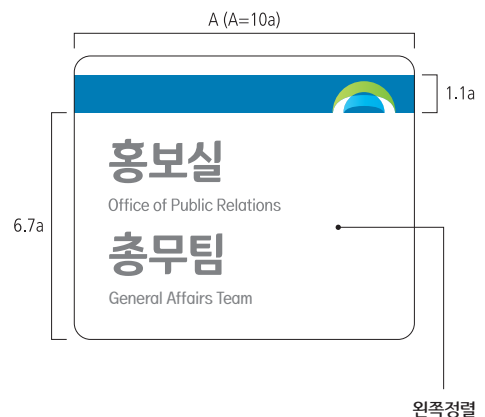 A (A=10a)
1.1a
홍보실
Office of Public Relations
6.7a
총무팀
General Affairs Team
왼쪽정렬